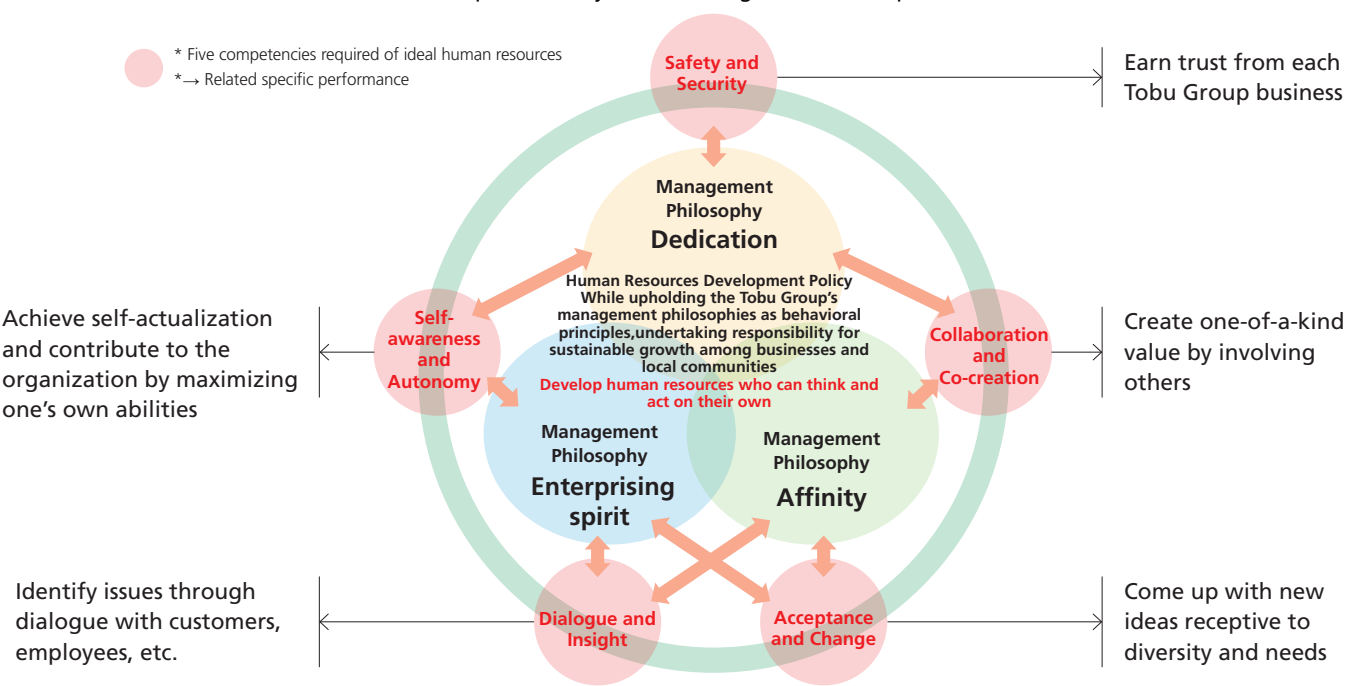 * Five competencies required of ideal human resources
*→ Related specific performance
Safety and
Security
Earn trust from each
Tobu Group business
Management
Philosophy
Dedication
Human Resources Development Policy
While upholding the Tobu Group's
management philosophies as behavioral
principles,undertaking responsibility for
sustainable growth among businesses and
local communities
Develop human resources who can think and
act on their own
Achieve self-actualization
and contribute to the
organization by maximizing
one's own abilities
Self-
awareness
and
Autonomy
Collaboration
and
Co-creation
Create one-of-a-kind
value by involving
others
Management
Philosophy
Enterprising
spirit
Management
Philosophy
Affinity
Identify issues through
dialogue with customers,
employees, etc.
Dialogue and
Insight
Acceptance
and Change
Come up with new
ideas receptive to
diversity and needs